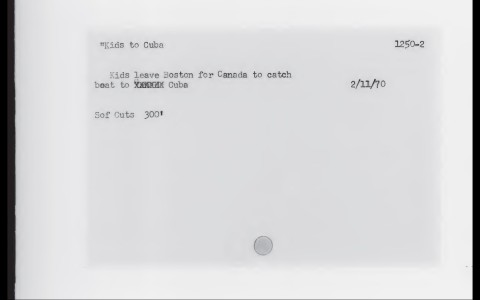 "Kids to Cuba 1250-2
Kids leave Boston for Canada to catch
boat to Cuba 2/11/70
Sof Cuts 300'